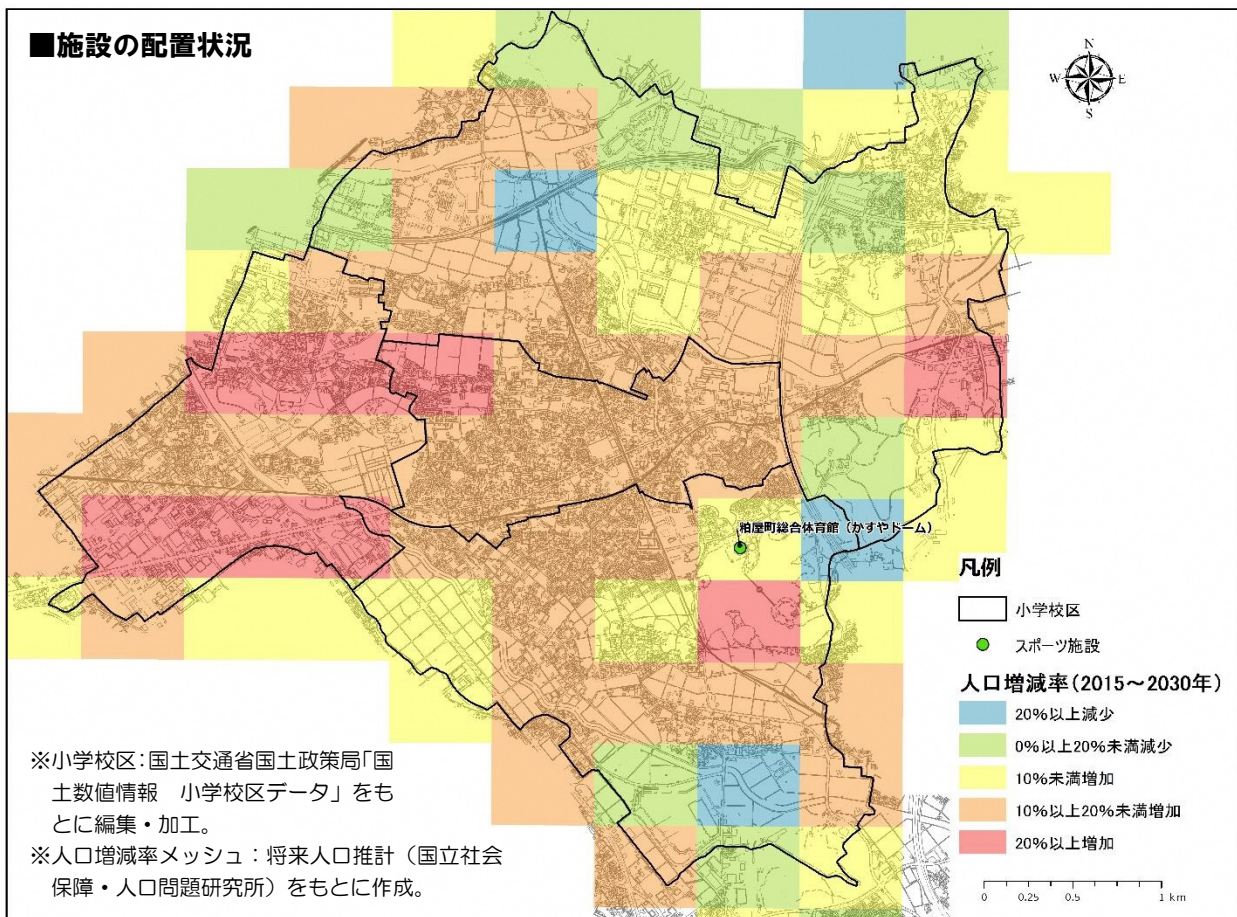 ■施設の配置状況
N
W
E
S
粕屋町総合体育館（かすやドーム）
凡例
小学校区
スポーツ施設
人口増減率（2015～2030年）
20%以上減少
0%以上20%未満減少
10%未満増加
10%以上20%未満増加
20%以上増加
0 0.25 0.5 1 km
※小学校区：国土交通省国土政策局「国
土数値情報　小学校区データ」をも
とに編集・加工。
※人口増減率メッシュ：将来人口推計（国立社会
保障・人口問題研究所）をもとに作成。